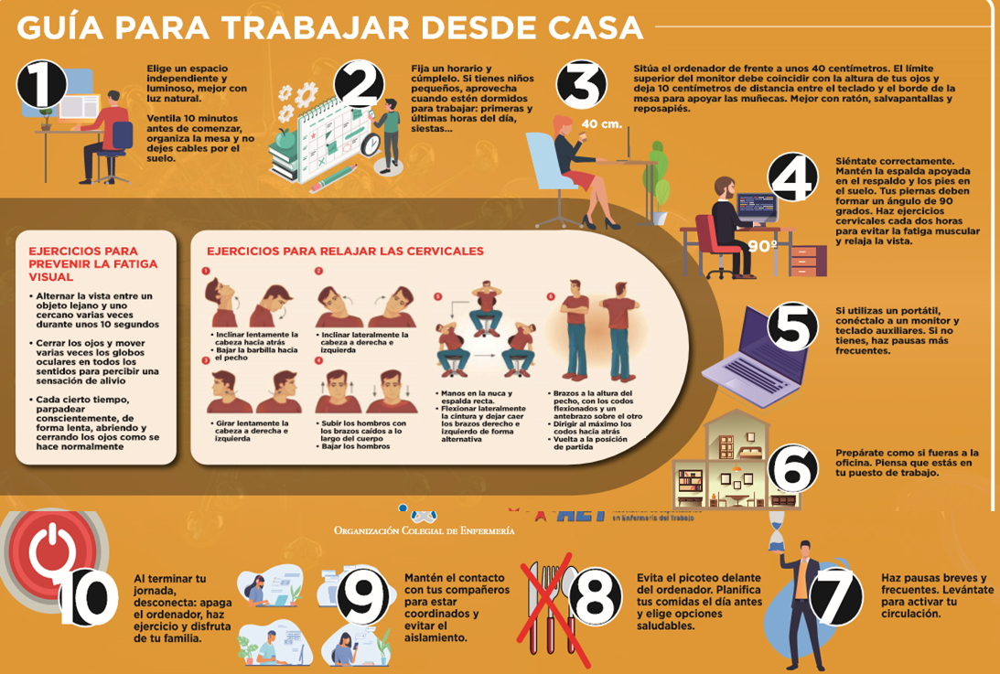 GUÍA PARA TRABAJAR DESDE CASA
1
Elige un espacio
independiente y
luminoso, mejor con
luz natural.
Ventila 10 minutos
antes de comenzar,
organiza la mesa y no
dejes cables por el
suelo.
2
Fija un horario y
cúmplelo. Si tienes niños
pequeños, aprovecha
cuando estén dormidos
para trabajar: primeras y
últimas horas del día,
siestas...
3
Sitúa el ordenador de frente a unos 40 centímetros. El límite
superior del monitor debe coincidir con la altura de tus ojos y
deja 10 centímetros de distancia entre el teclado y el borde de la
mesa para apoyar las muñecas. Mejor con ratón, salvapantallas y
reposapiés.
40 cm.
4
Siéntate correctamente.
Mantén la espalda apoyada
en el respaldo y los pies en
el suelo. Tus piernas deben
formar un ángulo de 90
grados. Haz ejercicios
cervicales cada dos horas
para evitar la fatiga muscular
y relaja la vista.
90º
EJERCICIOS PARA
PREVENIR LA FATIGA
VISUAL
• Alternar la vista entre un
objeto lejano y uno
cercano varias veces
durante unos 10 segundos
• Cerrar los ojos y mover
varias veces los globos
oculares en todos los
sentidos para percibir una
sensación de alivio
• Cada cierto tiempo,
parpadear
conscientemente, de
forma lenta, abriendo y
cerrando los ojos como se
hace normalmente
EJERCICIOS PARA RELAJAR LAS CERVICALES
1
• Inclinar lentamente la
cabeza hacia atrás
• Bajar la barbilla hacia
el pecho
2
• Inclinar lateralmente la
cabeza a derecha e
izquierda
3
• Girar lentamente la
cabeza a derecha e
izquierda
4
• Subir los hombros con
los brazos caídos a lo
largo del cuerpo
• Bajar los hombros
5
• Manos en la nuca y
espalda recta.
• Flexionar lateralmente
la cintura y dejar caer
los brazos derecho e
izquierdo de forma
alternativa
6
• Brazos a la altura del
pecho, con los codos
flexionados y un
antebrazo sobre el otro
• Dirigir al máximo los
codos hacia atrás
• Vuelta a la posición
de partida
5
Si utilizas un portátil,
conéctalo a un monitor y
teclado auxiliares. Si no
tienes, haz pausas más
frecuentes.
6
Prepárate como si fueras a la
oficina. Piensa que estás en
tu puesto de trabajo.
ORGANIZACIÓN COLEGIAL DE ENFERMERÍA
en Enfermería del Trabajo
10
Al terminar tu
jornada,
desconecta: apaga
el ordenador, haz
ejercicio y disfruta
de tu familia.
9
Mantén el contacto
con tus compañeros
para estar
coordinados y
evitar el
aislamiento.
8
Evita el picoteo delante
del ordenador. Planifica
tus comidas el día antes
y elige opciones
saludables.
7
Haz pausas breves y
frecuentes. Levántate
para activar tu
circulación.